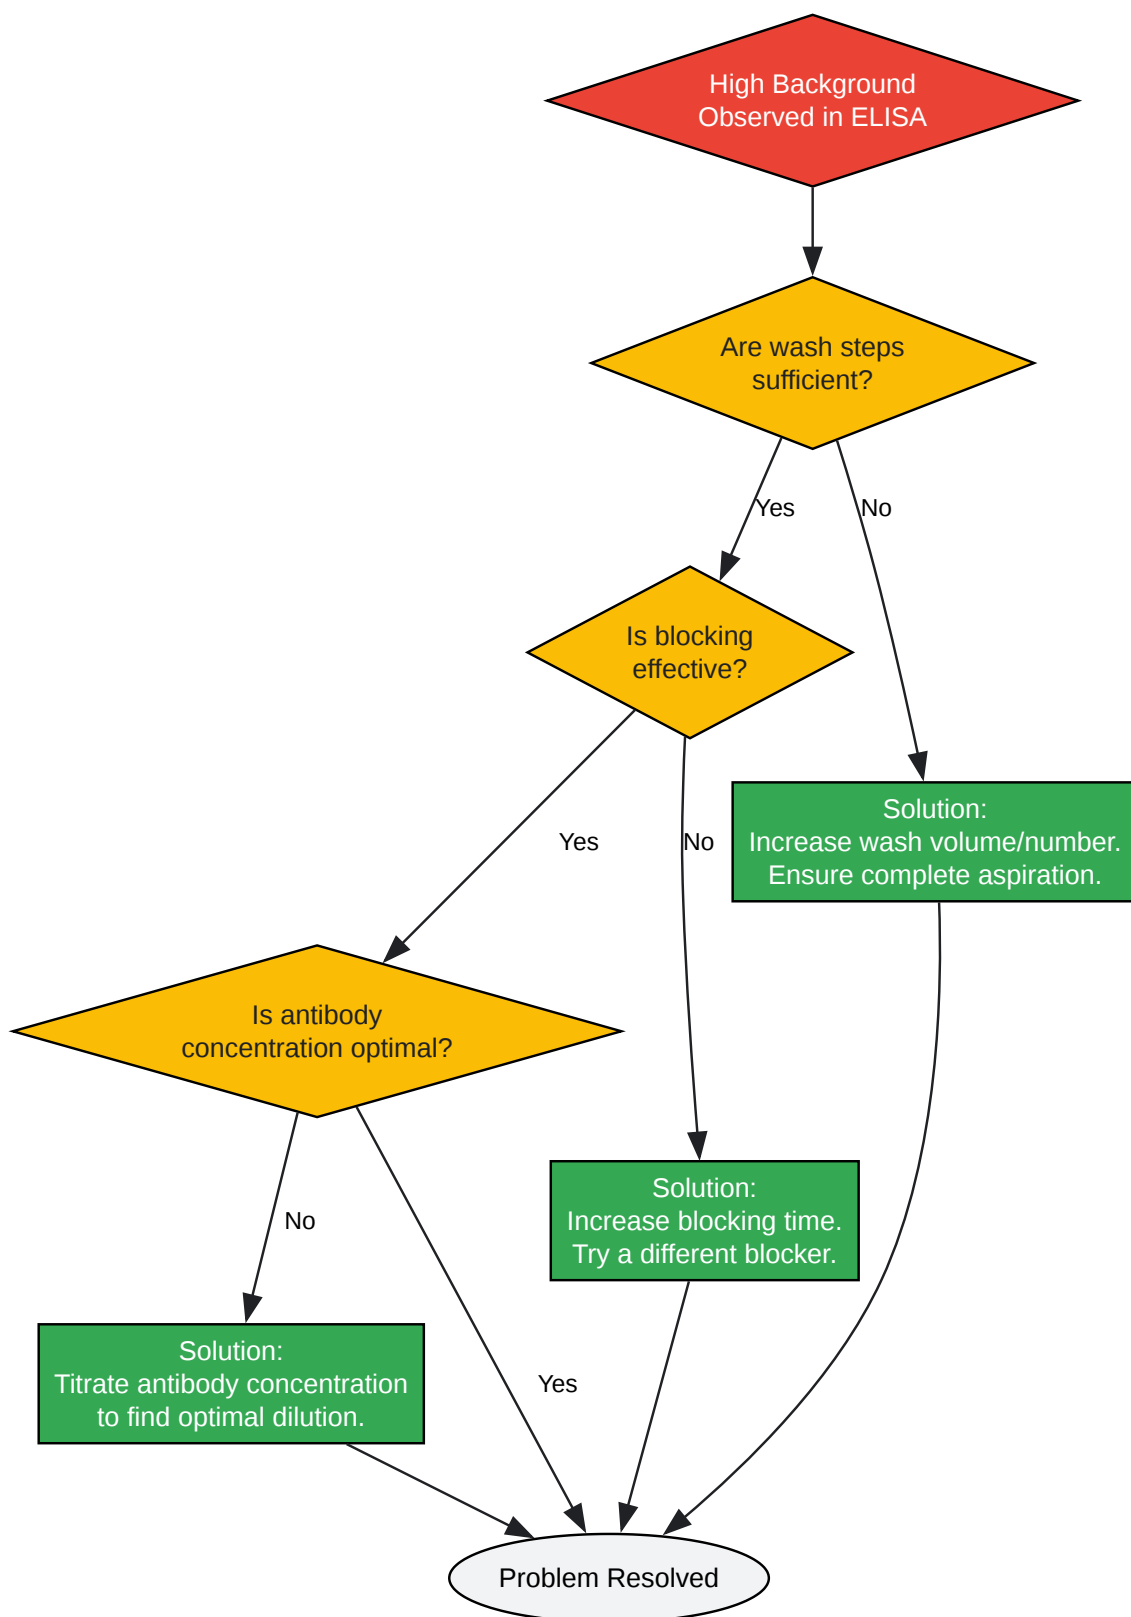 High Background
Observed in ELISA
Are wash steps
sufficient?
Yes
No
Is blocking
effective?
Solution:
Increase wash volume/number.
Ensure complete aspiration.
Yes
No
Is antibody
concentration optimal?
Solution:
Increase blocking time.
Try a different blocker.
No
Solution:
Titrate antibody concentration
to find optimal dilution.
Yes
Problem Resolved